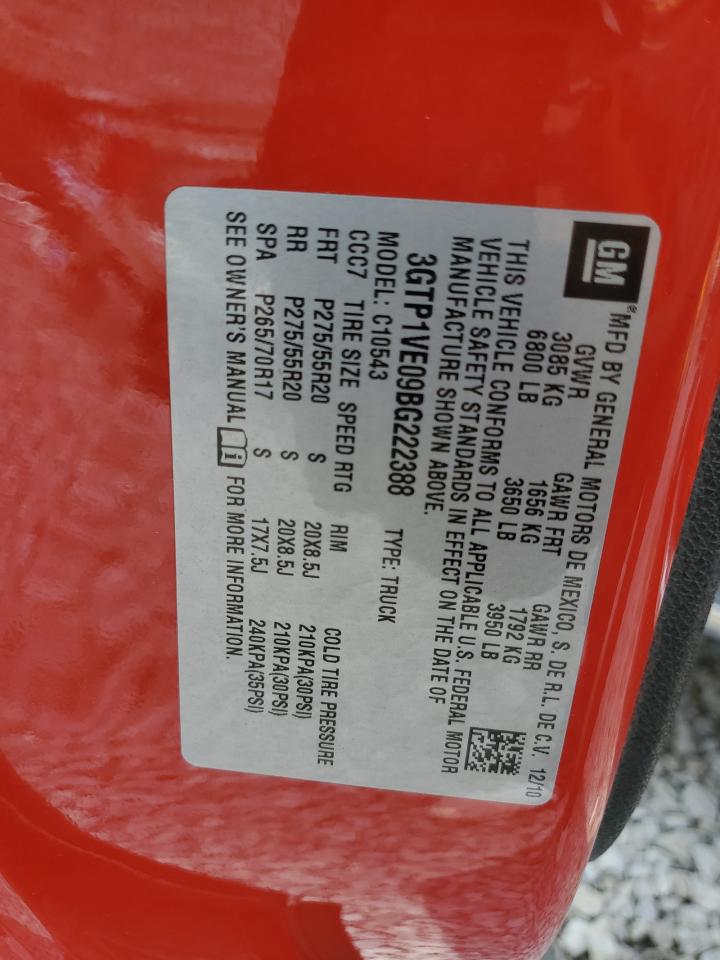 GM ® MFD BY GENERAL MOTORS DE MEXICO, S. DE R.L. DE C.V. 12/10
GVWR GAWR FRT GAWR RR
3085 KG 1656 KG 1792 KG
6800 LB 3650 LB 3950 LB
THIS VEHICLE CONFORMS TO ALL APPLICABLE U.S. FEDERAL MOTOR
VEHICLE SAFETY STANDARDS IN EFFECT ON THE DATE OF
MANUFACTURE SHOWN ABOVE.
3GTP1VE09BG222388 TYPE: TRUCK
MODEL: C10543
CCC7 TIRE SIZE SPEED RTG RIM COLD TIRE PRESSURE
FRT P275/55R20 S 20X8.5J 210KPA(30PSI)
RR P275/55R20 S 20X8.5J 210KPA(30PSI)
SPA P265/70R17 S 17X7.5J 240KPA(35PSI)
SEE OWNER'S MANUAL i FOR MORE INFORMATION.